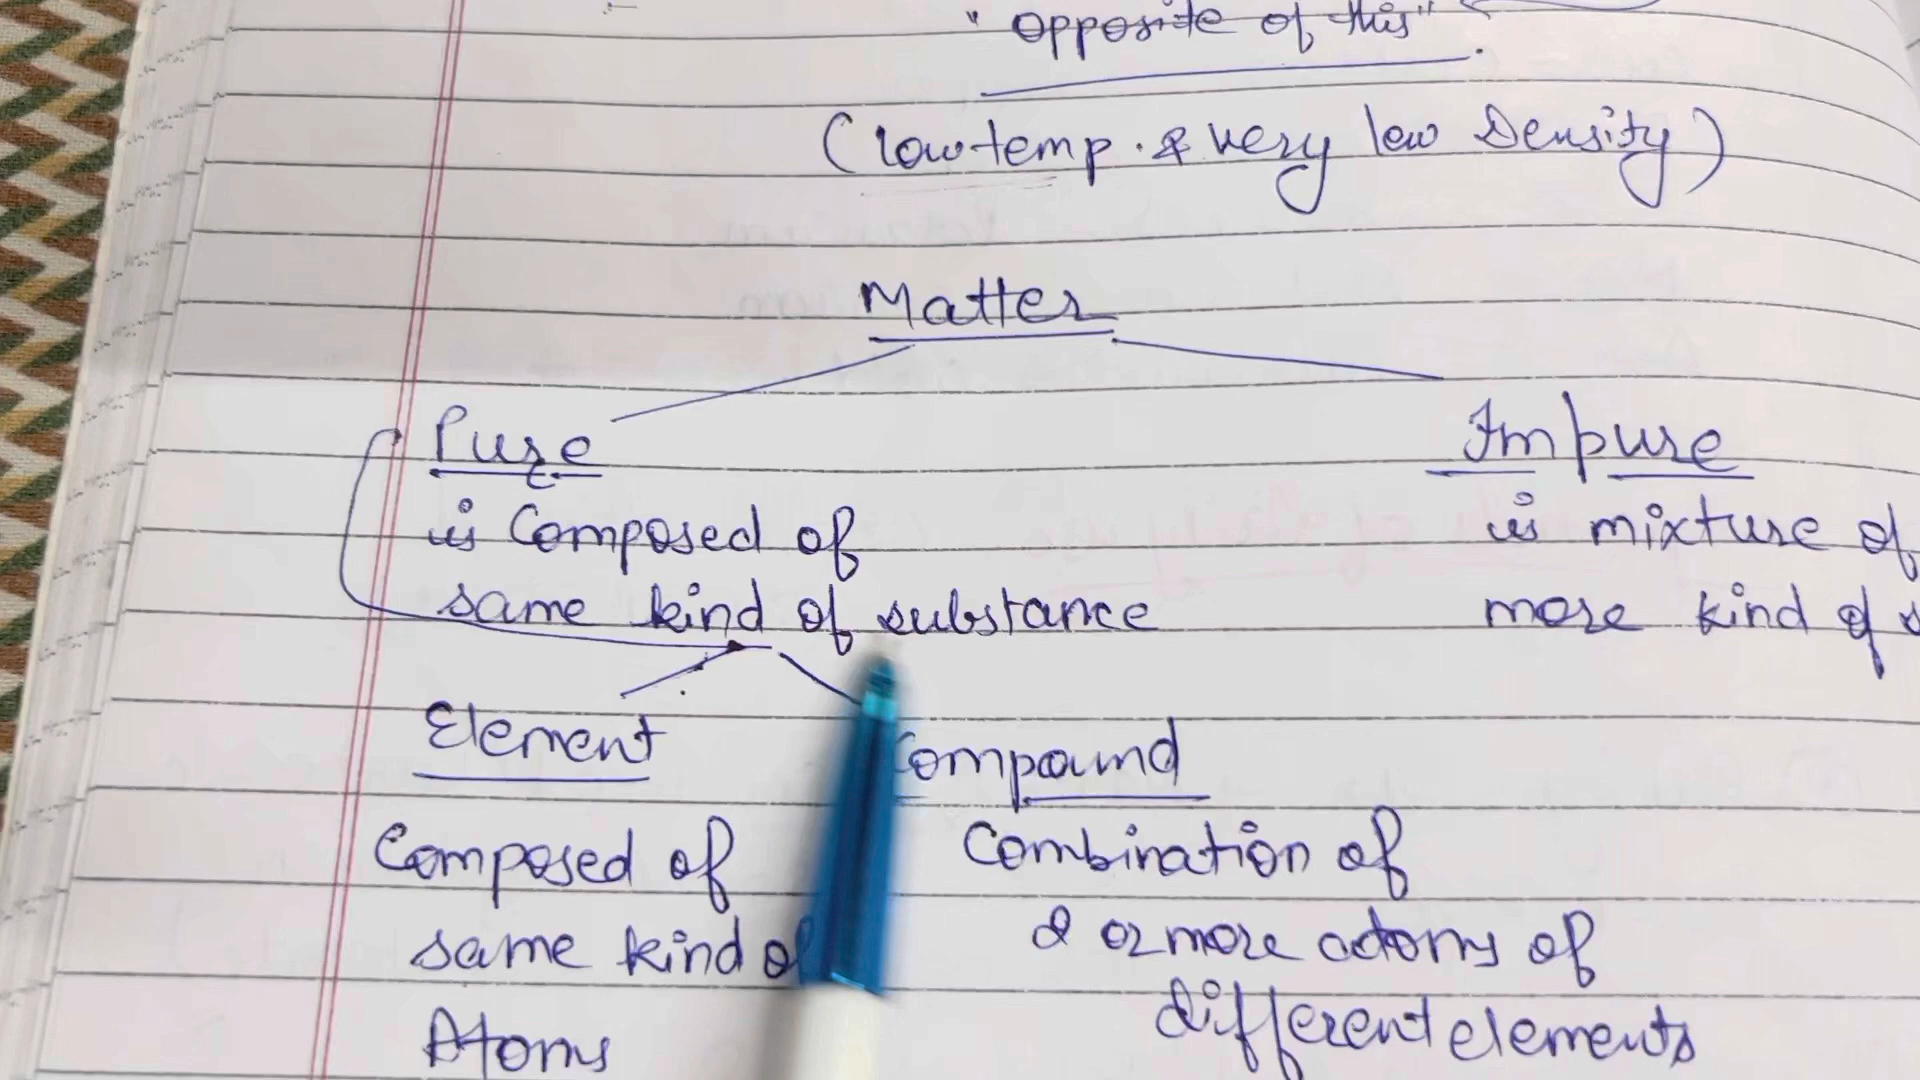 "opposite of this".
(low temp. & very low Density)
Matter
Pure
Impure
is composed of
is mixture of
same kind of substance
more kind of
Element
Compound
Composed of
Combination of
same kind of
2 or more atoms of
Atoms
different elements